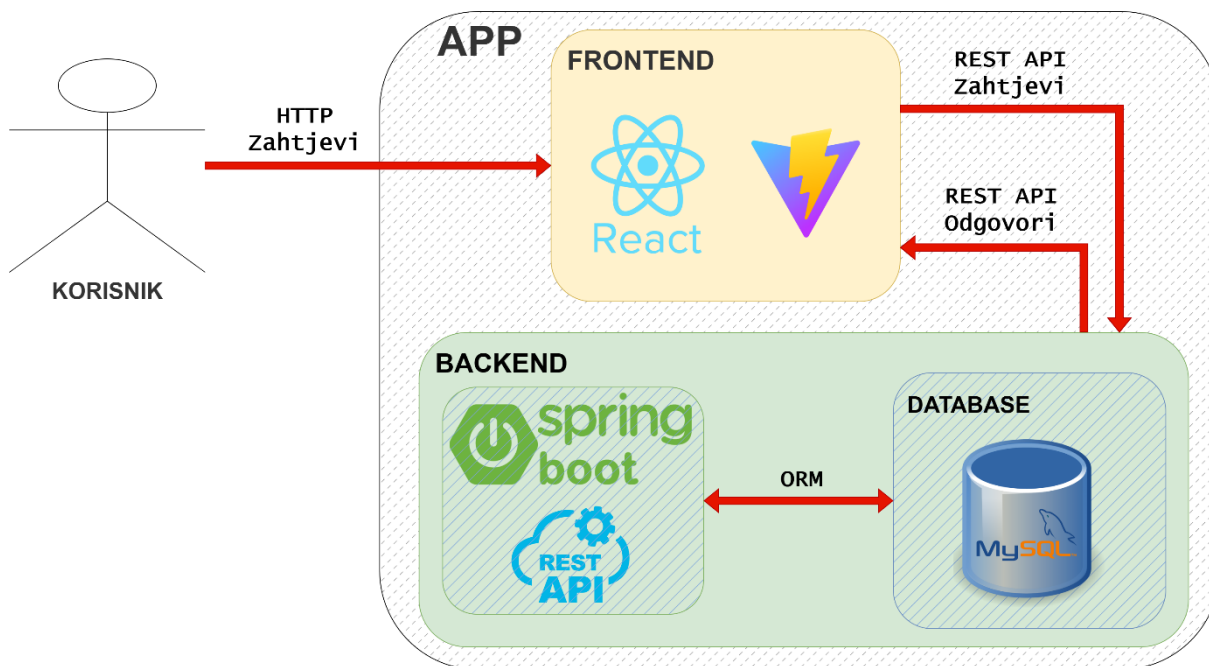 APP
FRONTEND
REST API
Zahtjevi
HTTP
Zahtjevi
React
REST API
Odgovori
KORISNIK
BACKEND
spring
boot
DATABASE
ORM
REST
API
MySQL